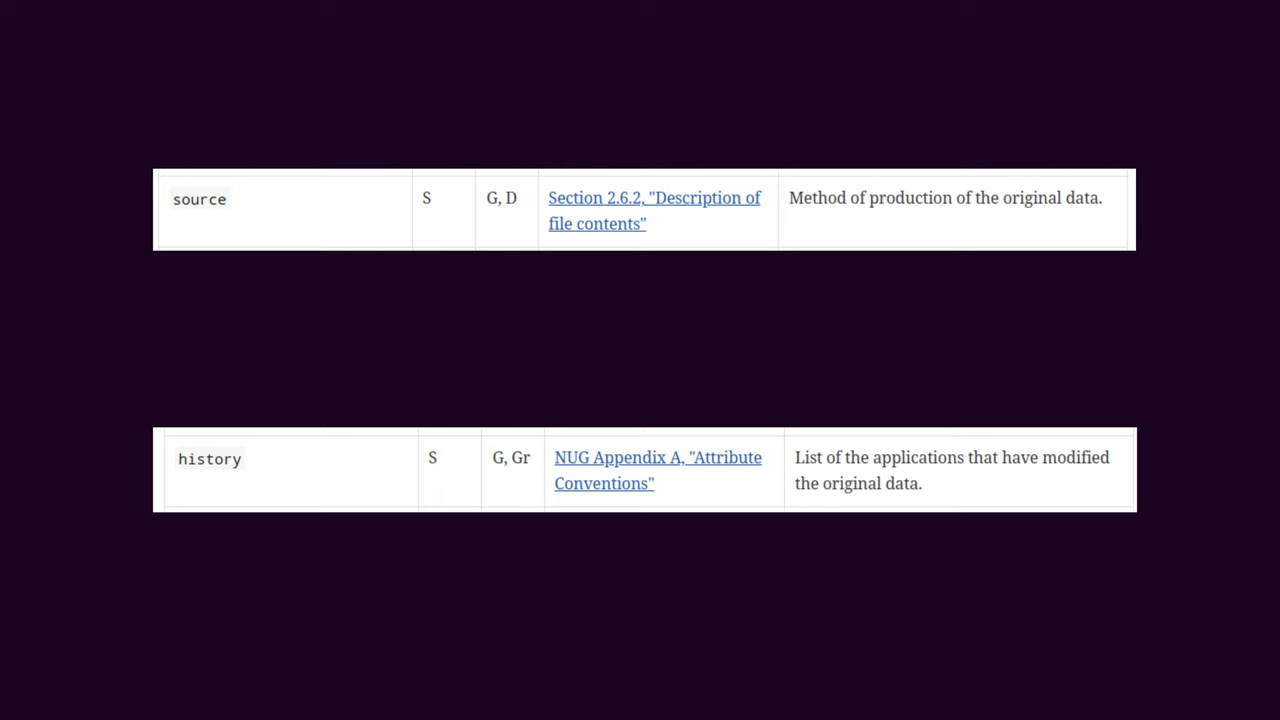 source S G, D Section 2.6.2, "Description of Method of production of the original data.
file contents"
history S G, Gr NUG Appendix A, "Attribute List of the applications that have modified
Conventions" the original data.